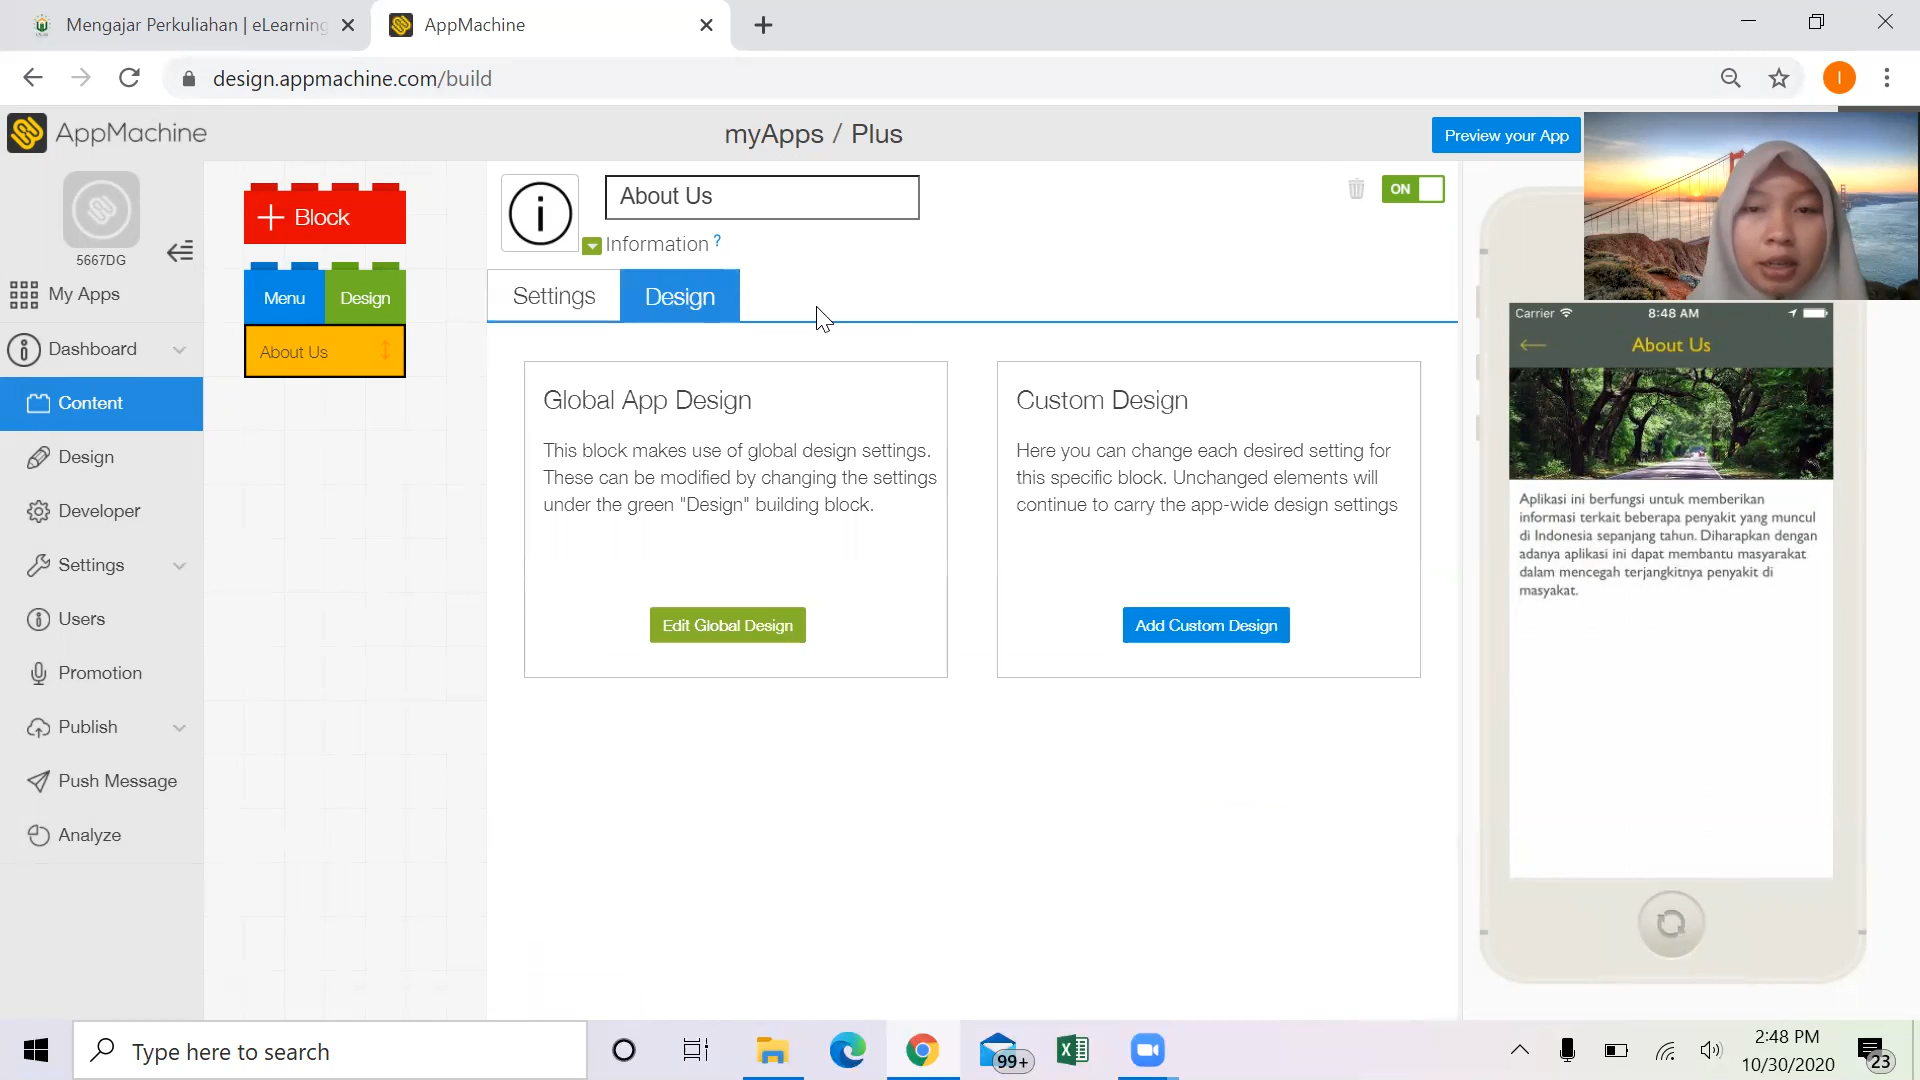 Mengajar Perkuliahan | eLearning
AppMachine
design.appmachine.com/build
I
AppMachine
myApps / Plus
Preview your App
5667DG
My Apps
Dashboard
Content
Design
Developer
Settings
Users
Promotion
Publish
Push Message
Analyze
Block
Menu
Design
About Us
About Us
Information ?
ON
Settings
Design
Global App Design
This block makes use of global design settings.
These can be modified by changing the settings
under the green "Design" building block.
Edit Global Design
Custom Design
Here you can change each desired setting for
this specific block. Unchanged elements will
continue to carry the app-wide design settings
Add Custom Design
Carrier
8:48 AM
About Us
Aplikasi ini berfungsi untuk memberikan
informasi terkait beberapa penyakit yang muncul
di Indonesia sepanjang tahun. Diharapkan dengan
adanya aplikasi ini dapat membantu masyarakat
dalam mencegah terjangkitnya penyakit di
masyakat.
Type here to search
99+
2:48 PM
10/30/2020
23